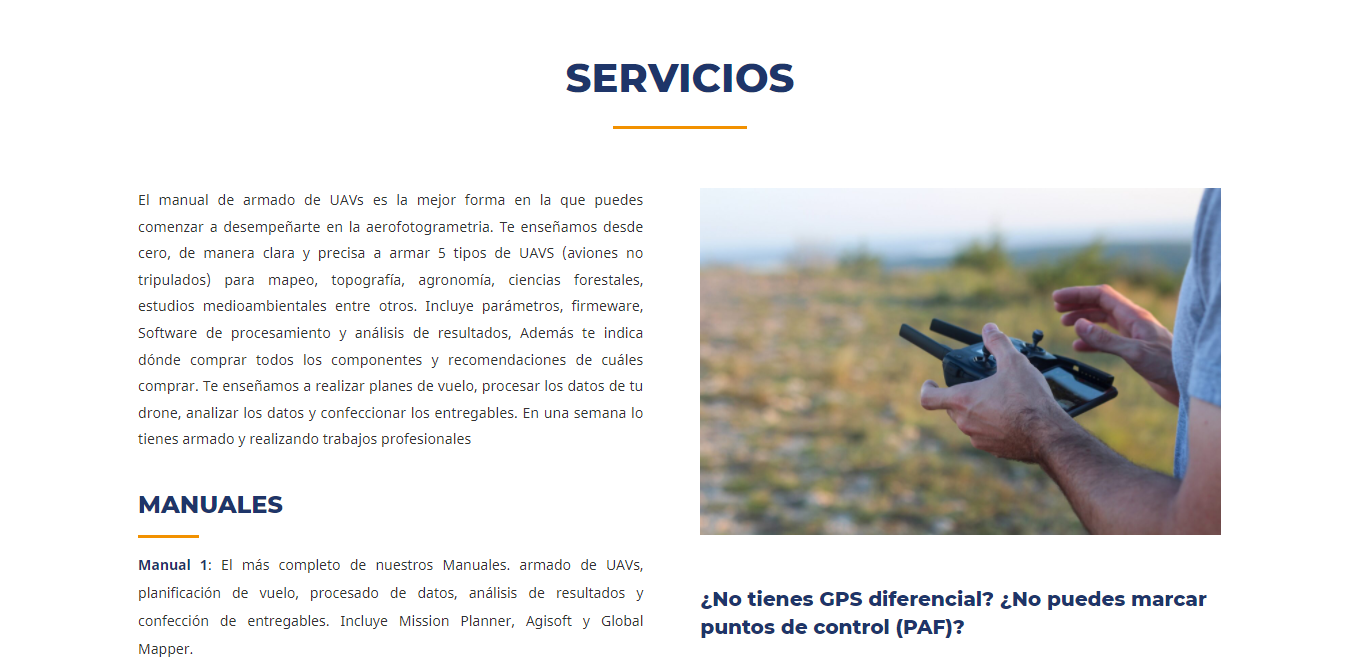 SERVICIOS
El manual de armado de UAVs es la mejor forma en la que puedes
comenzar a desempeñarte en la aerofotogrametria. Te enseñamos desde
cero, de manera clara y precisa a armar 5 tipos de UAVS (aviones no
tripulados) para mapeo, topografía, agronomía, ciencias forestales,
estudios medioambientales entre otros. Incluye parámetros, firmeware,
Software de procesamiento y análisis de resultados, Además te indica
dónde comprar todos los componentes y recomendaciones de cuáles
comprar. Te enseñamos a realizar planes de vuelo, procesar los datos de tu
drone, analizar los datos y confeccionar los entregables. En una semana lo
tienes armado y realizando trabajos profesionales
MANUALES
Manual 1: El más completo de nuestros Manuales. armado de UAVs,
planificación de vuelo, procesado de datos, análisis de resultados y
confección de entregables. Incluye Mission Planner, Agisoft y Global
Mapper.
¿No tienes GPS diferencial? ¿No puedes marcar
puntos de control (PAF)?